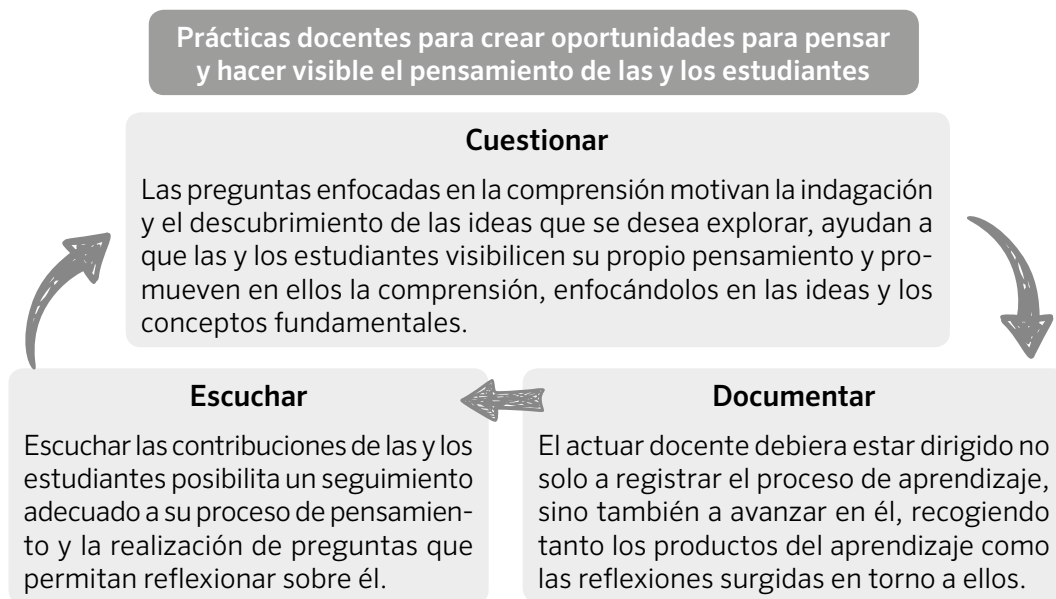 Prácticas docentes para crear oportunidades para pensar
y hacer visible el pensamiento de las y los estudiantes
Cuestionar
Las preguntas enfocadas en la comprensión motivan la indagación
y el descubrimiento de las ideas que se desea explorar, ayudan a
que las y los estudiantes visibilicen su propio pensamiento y pro-
mueven en ellos la comprensión, enfocándolos en las ideas y los
conceptos fundamentales.
Escuchar
Escuchar las contribuciones de las y los
estudiantes posibilita un seguimiento
adecuado a su proceso de pensamien-
to y la realización de preguntas que
permitan reflexionar sobre él.
Documentar
El actuar docente debiera estar dirigido no
solo a registrar el proceso de aprendizaje,
sino también a avanzar en él, recogiendo
tanto los productos del aprendizaje como
las reflexiones surgidas en torno a ellos.